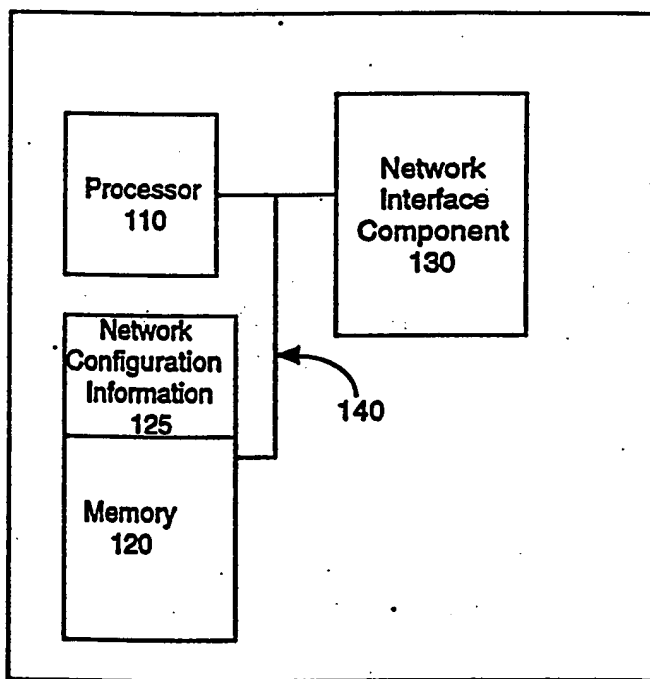 Processor
110
Network
Interface
Component
130
Network
Configuration
Information
125
140
Memory
120